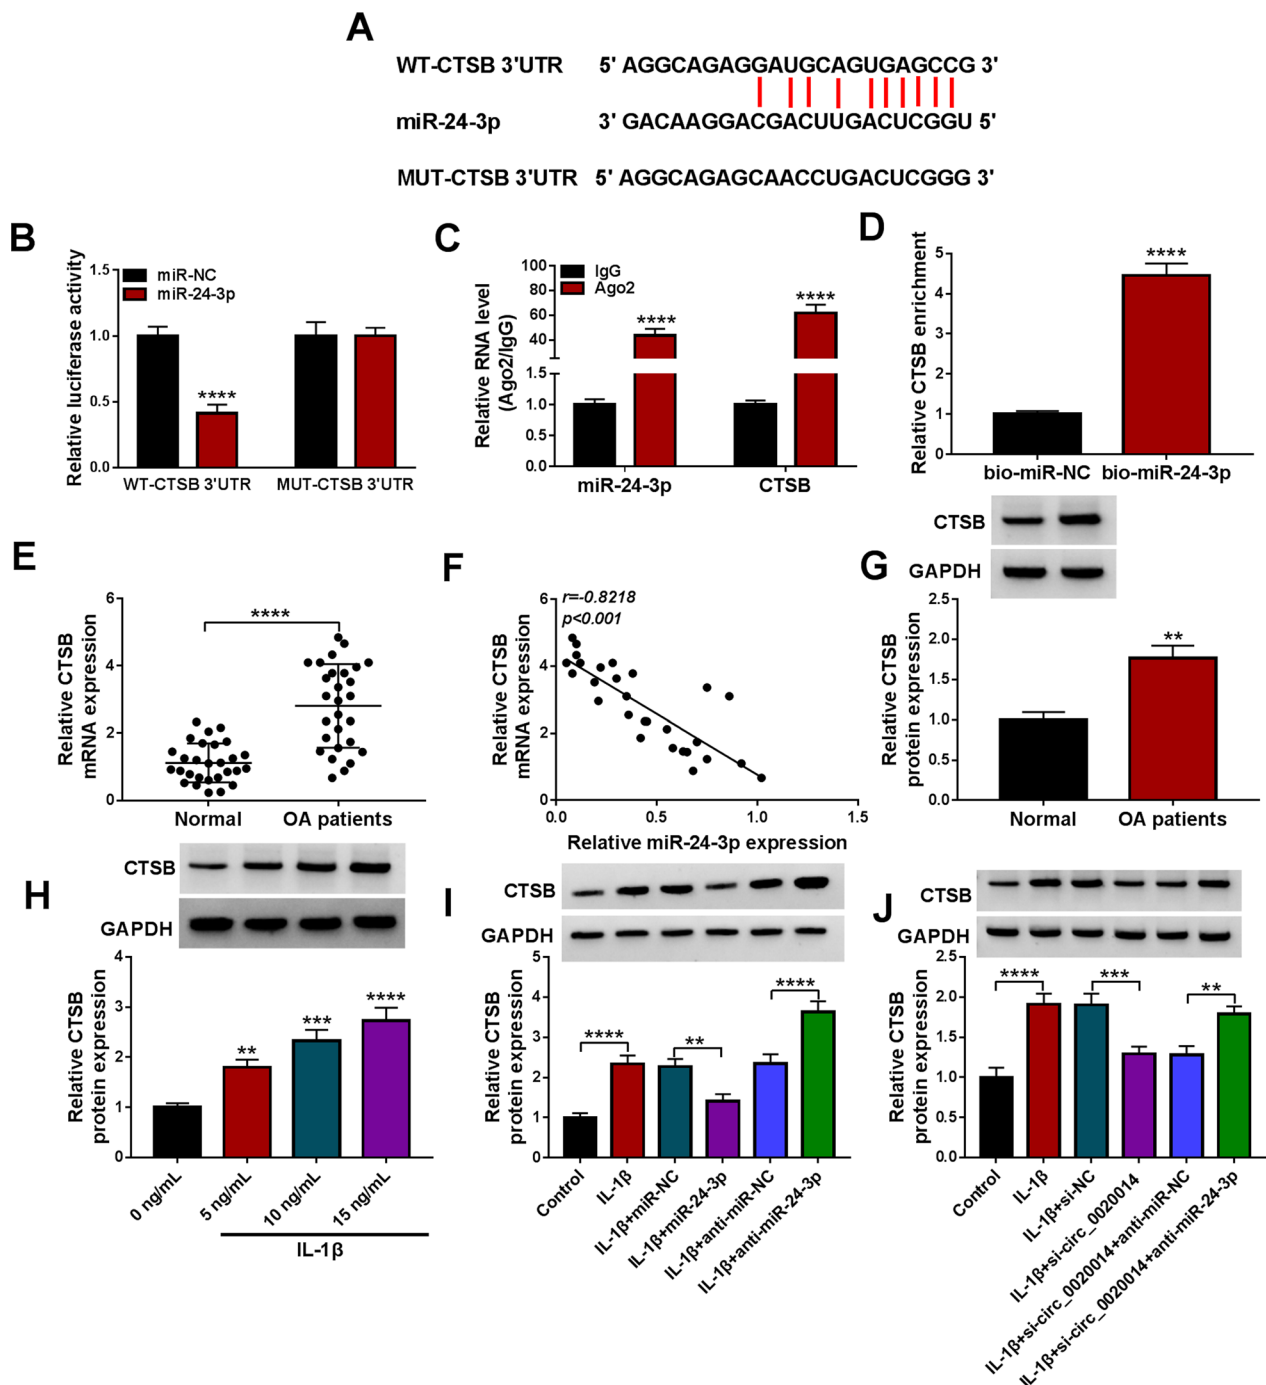 A
WT-CTSB 3'UTR 5' AGGCAGAGGAUGCAGUGAGCCG 3'
miR-24-3p 3' GACAAGGACGACUUGACUCGGU 5'
MUT-CTSB 3'UTR 5' AGGCAGAGCAACCUGACUCGGG 3'
B
Relative luciferase activity
1.5
1.0
0.5
0.0
miR-NC
miR-24-3p
****
WT-CTSB 3'UTR MUT-CTSB 3'UTR
C
Relative RNA level
(Ago2/IgG)
100
80
60
40
1.5
1.0
0.5
0.0
IgG
Ago2
****
****
miR-24-3p CTSB
D
Relative CTSB enrichment
5
4
3
2
1
0
****
bio-miR-NC bio-miR-24-3p
E
Relative CTSB
mRNA expression
6
4
2
0
****
Normal OA patients
F
Relative CTSB
mRNA expression
6
4
2
0
r=-0.8218
p<0.001
0.0 0.5 1.0 1.5
Relative miR-24-3p expression
G
CTSB
GAPDH
Relative CTSB
protein expression
2.5
2.0
1.5
1.0
0.5
0.0
**
Normal OA patients
H
CTSB
GAPDH
Relative CTSB
protein expression
4
3
2
1
0
**
***
****
0 ng/mL
5 ng/mL
10 ng/mL
15 ng/mL
IL-1β
I
CTSB
GAPDH
Relative CTSB
protein expression
5
4
3
2
1
0
****
**
****
Control
IL-1β
IL-1β+miR-NC
IL-1β+miR-24-3p
IL-1β+anti-miR-NC
IL-1β+anti-miR-24-3p
J
CTSB
GAPDH
Relative CTSB
protein expression
2.5
2.0
1.5
1.0
0.5
0.0
****
***
**
Control
IL-1β
IL-1β+si-NC
IL-1β+si-circ_0020014
IL-1β+si-circ_0020014+anti-miR-NC
IL-1β+si-circ_0020014+anti-miR-24-3p